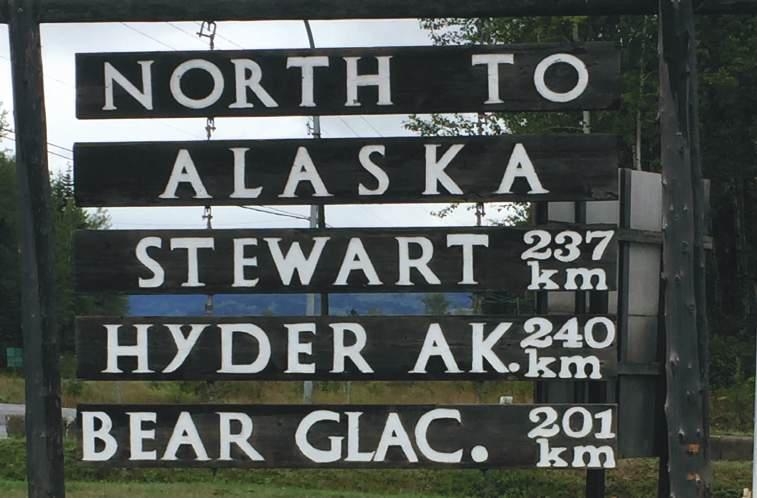 NORTH TO
ALASKA
STEWART 237 km
HYDER AK. 240 km
BEAR GLAC. 201 km